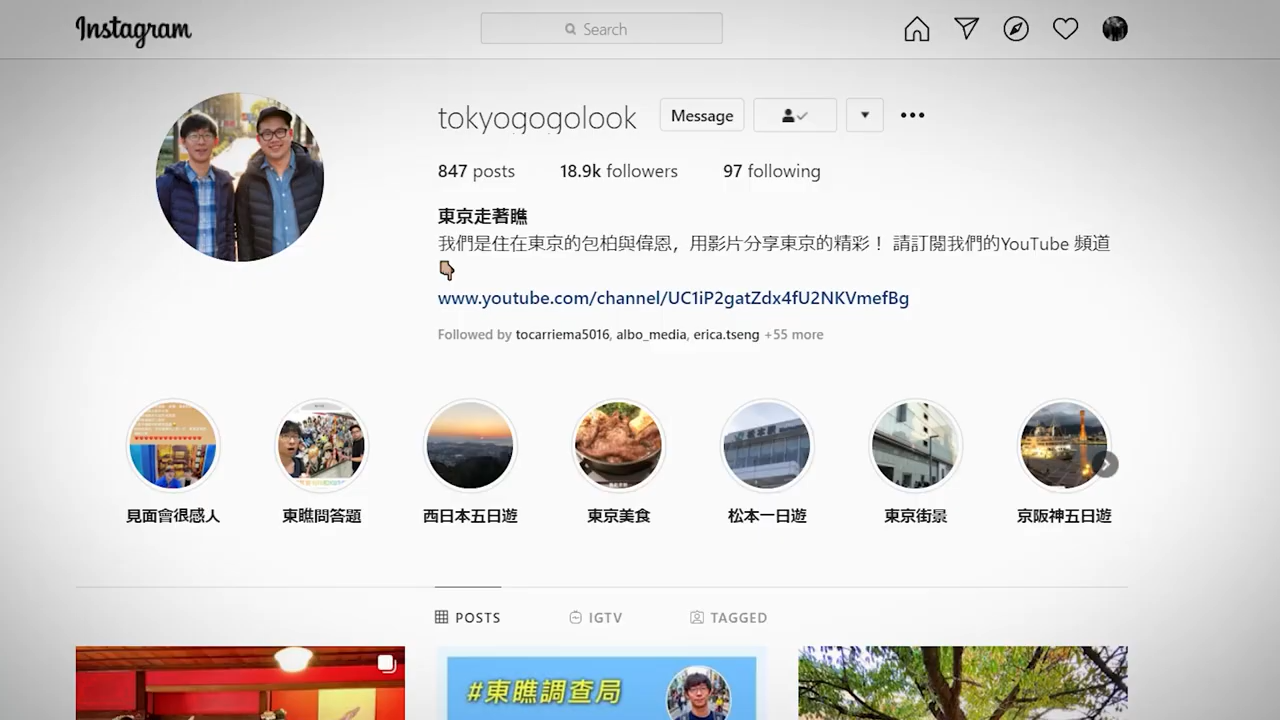 Instagram
Search
tokyogogolook
Message
847 posts
18.9k followers
97 following
東京走著瞧
我們是住在東京的包柏與偉恩，用影片分享東京的精彩！ 請訂閱我們的YouTube 頻道
www.youtube.com/channel/UC1iP2gatZdx4fU2NKVmefBg
Followed by tocarriema5016, albo_media, erica.tseng +55 more
見面會很感人
東瞧問答題
西日本五日遊
東京美食
松本一日遊
東京街景
京阪神五日遊
POSTS
IGTV
TAGGED
#東瞧調查局